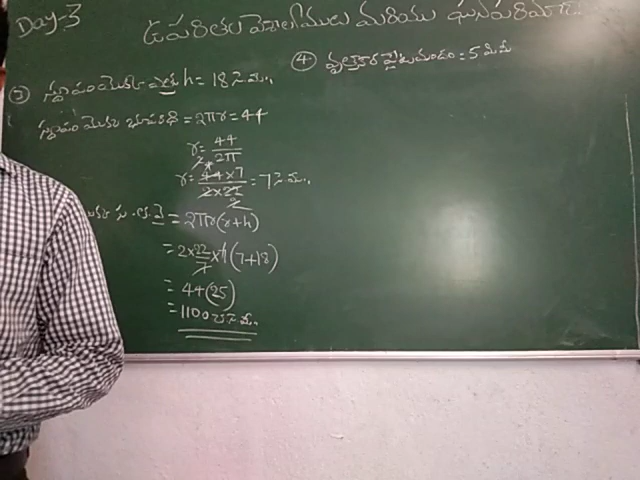 Day-3
ఉపరితల వైశాల్యములు మరియు ఘనపరిమాణ
③ స్థూపం యొక్క ఎత్తు h = 18 సె.మీ.
స్థూపం యొక్క భూపరిధి = 2πr = 44
r = 44/2π
r = 44×7/2×22 = 7 సె.మీ.
= 2πr(r+h)
= 2×22/7×7(7+18)
= 44(25)
= 1100 చ.సె.మీ.
④ వృత్తాకార ప్లేటు మందం = 5 మిమీ